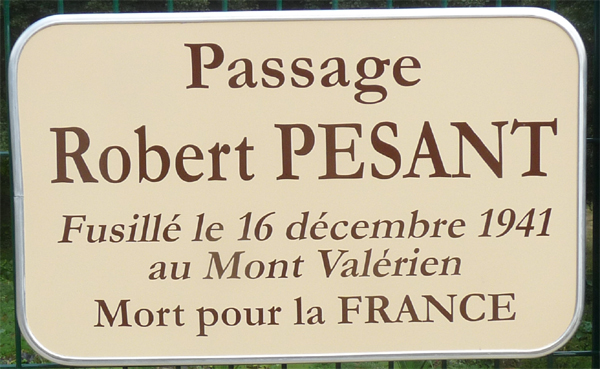 Passage
Robert PESANT
Fusillé le 16 décembre 1941
au Mont Valérien
Mort pour la FRANCE